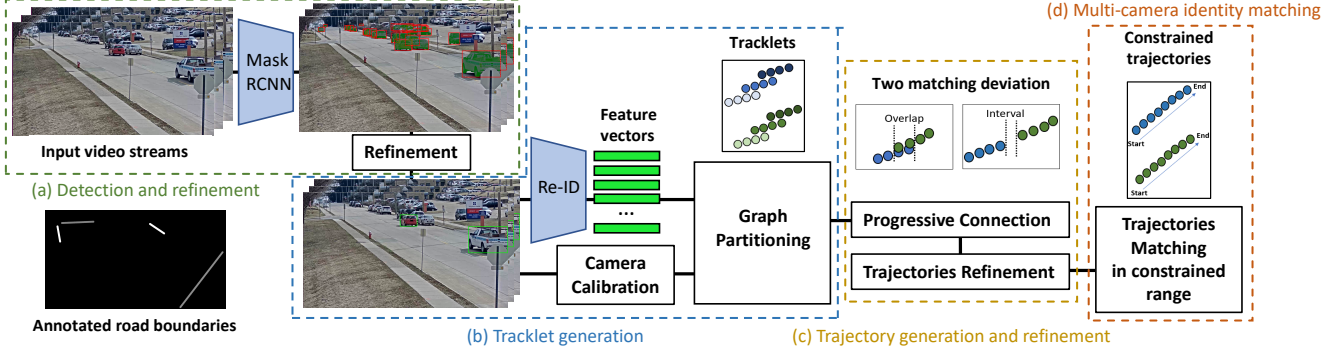 (d) Multi-camera identity matching
Mask
RCNN
Input video streams
Refinement
(a) Detection and refinement
Annotated road boundaries
Feature
vectors
Re-ID
...
Camera
Calibration
Tracklets
Graph
Partitioning
(b) Tracklet generation
Two matching deviation
Overlap
Interval
Progressive Connection
Trajectories Refinement
(c) Trajectory generation and refinement
Constrained
trajectories
End
Start
End
Start
Trajectories
Matching
in constrained
range